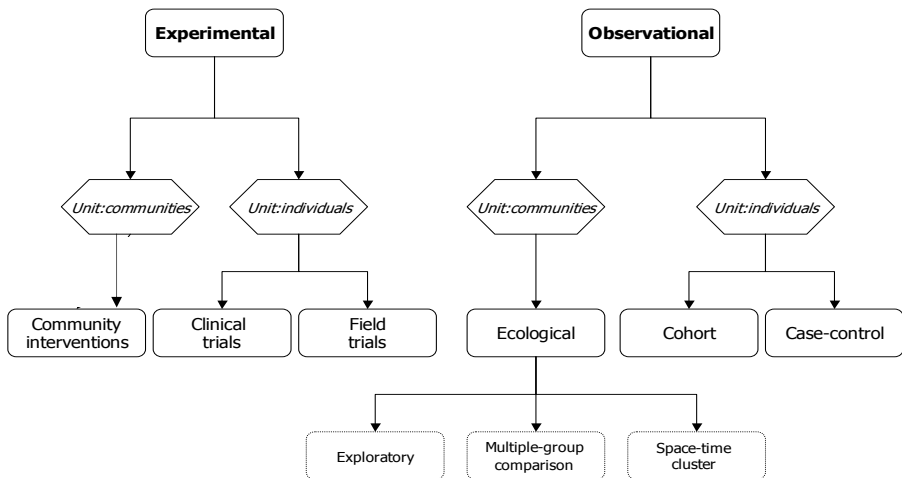 Experimental
Observational
Unit:communities
Unit:individuals
Unit:communities
Unit:individuals
Community
interventions
Clinical
trials
Field
trials
Ecological
Cohort
Case-control
Exploratory
Multiple-group
comparison
Space-time
cluster